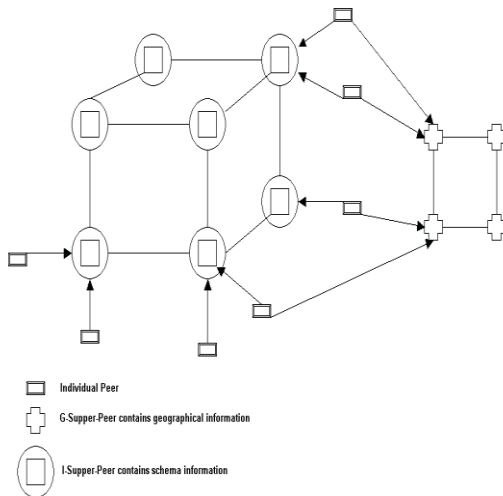 Individual Peer
G-Supper-Peer contains geographical information
I-Supper-Peer contains schema information